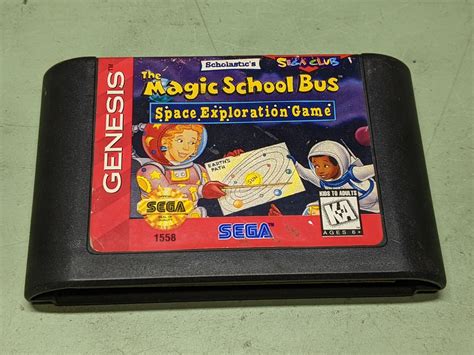 GENESIS
Scholastic's
SEGA CLUB
The
Magic School Bus
Space Exploration Game
EARTH'S
PATH
SUN
KIDS TO ADULTS
K-A
AGES 6+
SEGA
1558
SEGA